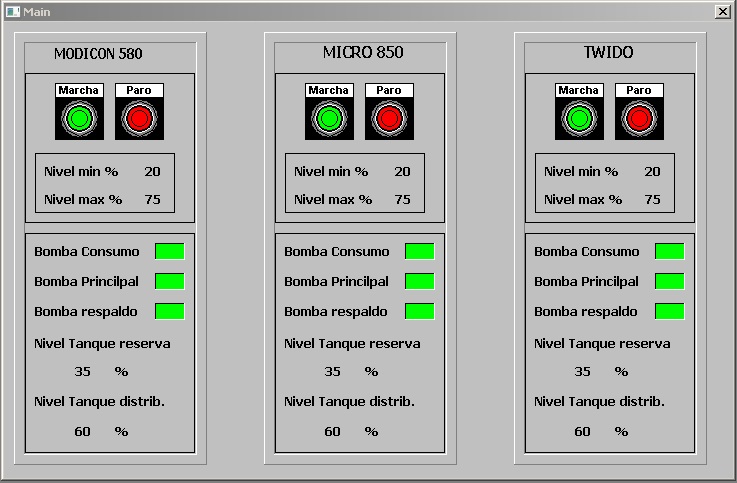 Main
MODICON 580
Marcha Paro
Nivel min % 20
Nivel max % 75
Bomba Consumo
Bomba Princilpal
Bomba respaldo
Nivel Tanque reserva
35 %
Nivel Tanque distrib.
60 %
MICRO 850
Marcha Paro
Nivel min % 20
Nivel max % 75
Bomba Consumo
Bomba Princilpal
Bomba respaldo
Nivel Tanque reserva
35 %
Nivel Tanque distrib.
60 %
TWIDO
Marcha Paro
Nivel min % 20
Nivel max % 75
Bomba Consumo
Bomba Princilpal
Bomba respaldo
Nivel Tanque reserva
35 %
Nivel Tanque distrib.
60 %